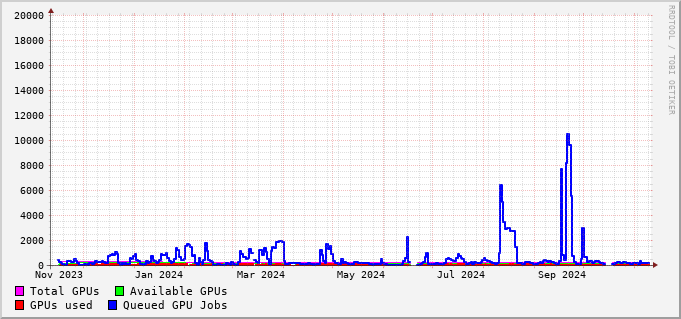 20000
18000
16000
14000
12000
10000
8000
6000
4000
2000
0
Nov 2023 Jan 2024 Mar 2024 May 2024 Jul 2024 Sep 2024
Total GPUs Available GPUs
GPUs used Queued GPU Jobs
RRDTOOL / TOBI OETIKER